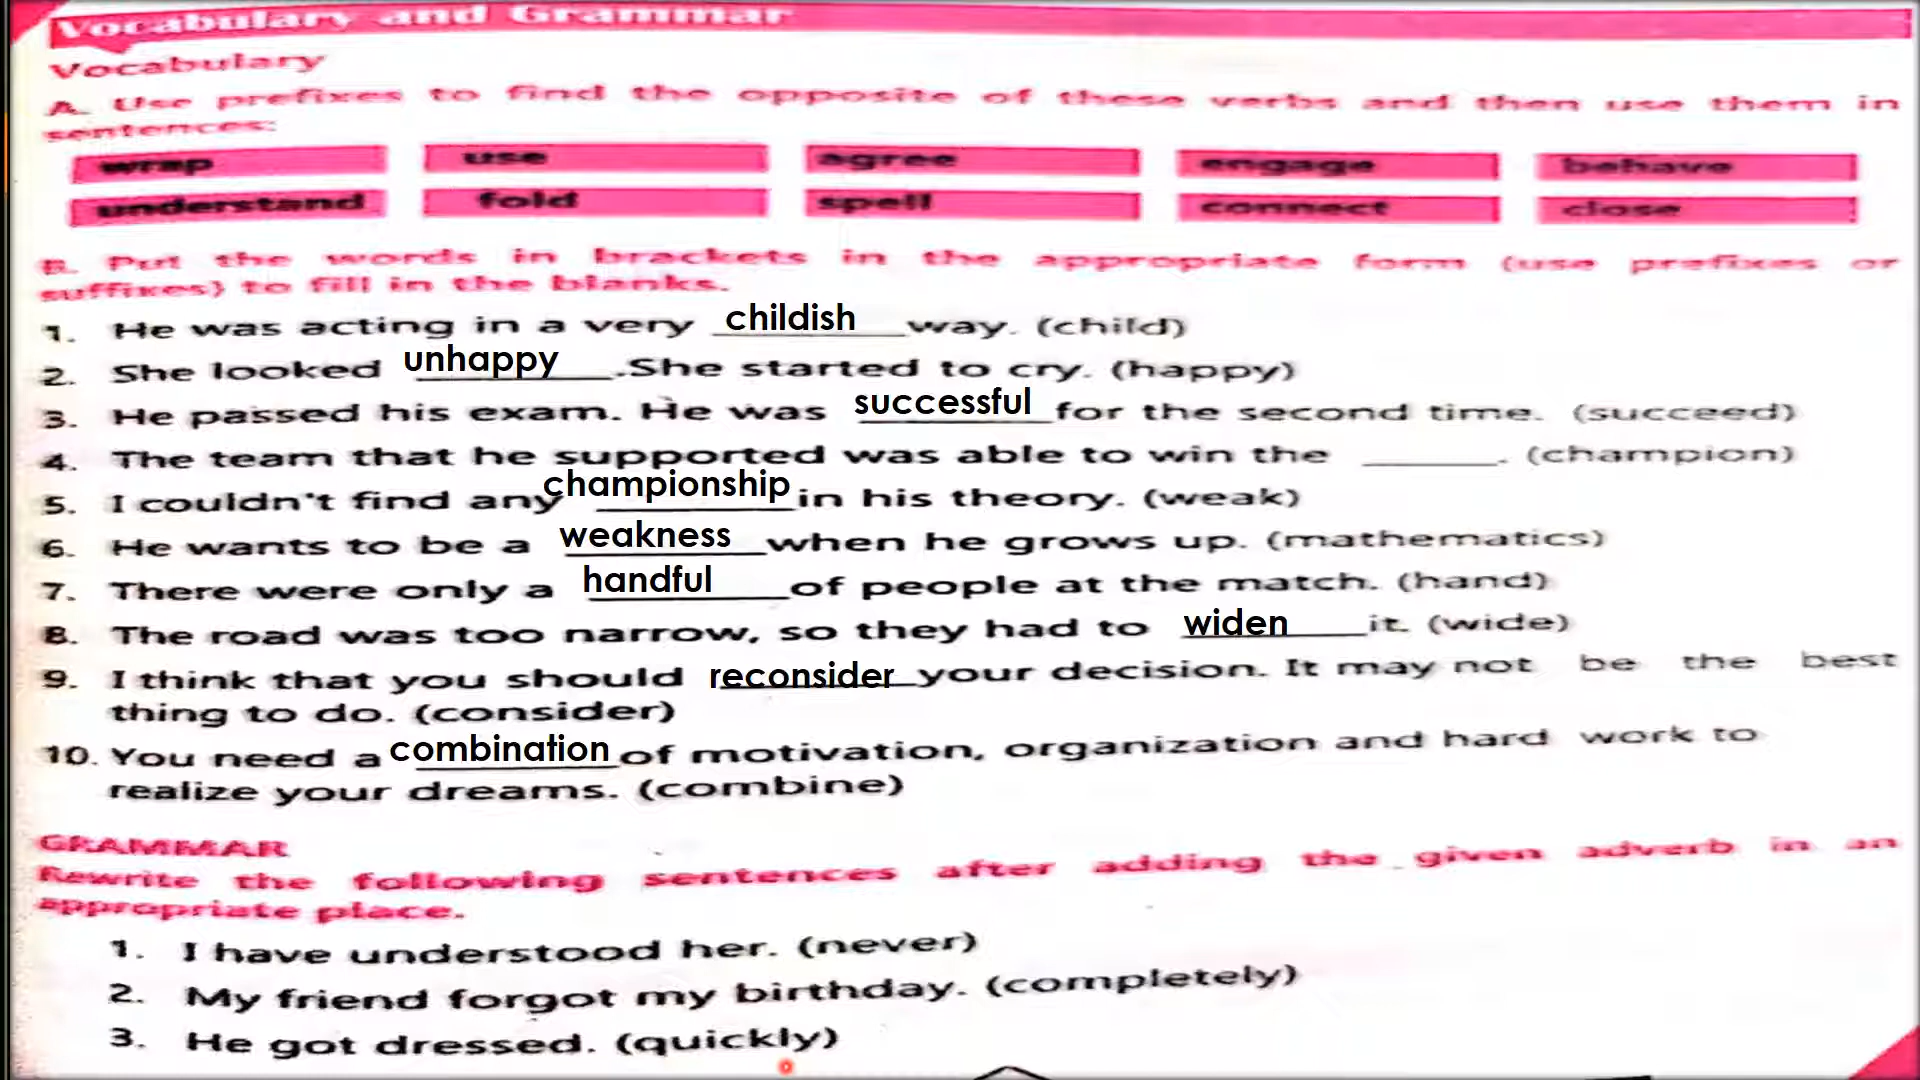 Vocabulary and Grammar
Vocabulary
A. Use prefixes to find the opposite of these verbs and then use them in
sentences:
wrap use agree engage behave
understand fold spell connect close
B. Put the words in brackets in the appropriate form (use prefixes or
suffixes) to fill in the blanks.
1. He was acting in a very childish way. (child)
2. She looked unhappy .She started to cry. (happy)
3. He passed his exam. He was successful for the second time. (succeed)
4. The team that he supported was able to win the ______. (champion)
5. I couldn't find any championship in his theory. (weak)
6. He wants to be a weakness when he grows up. (mathematics)
7. There were only a handful of people at the match. (hand)
8. The road was too narrow, so they had to widen it. (wide)
9. I think that you should reconsider your decision. It may not be the best
thing to do. (consider)
10. You need a combination of motivation, organization and hard work to
realize your dreams. (combine)
GRAMMAR
Rewrite the following sentences after adding the given adverb in an
appropriate place.
1. I have understood her. (never)
2. My friend forgot my birthday. (completely)
3. He got dressed. (quickly)